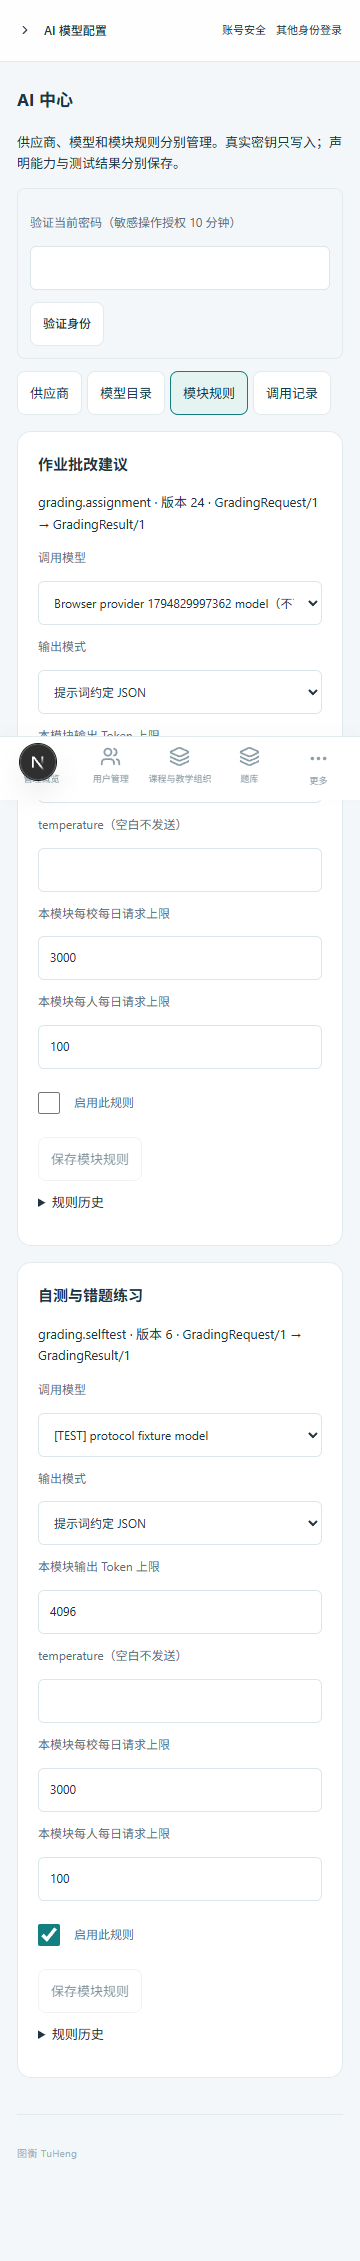 AI 模型配置
账号安全 其他身份登录
AI 中心
供应商、模型和模块规则分别管理。真实密钥只写入；声
明能力与测试结果分别保存。
验证当前密码（敏感操作授权 10 分钟）
验证身份
供应商 模型目录 模块规则 调用记录
作业批改建议
grading.assignment · 版本 24 · GradingRequest/1
→ GradingResult/1
调用模型
Browser provider 1794829997362 model（不
输出模式
提示词约定 JSON
本模块输出 Token 上限
N
用户管理 课程与教学组织 题库 更多
temperature（空白不发送）
本模块每校每日请求上限
3000
本模块每人每日请求上限
100
启用此规则
保存模块规则
▶ 规则历史
自测与错题练习
grading.selftest · 版本 6 · GradingRequest/1 →
GradingResult/1
调用模型
[TEST] protocol fixture model
输出模式
提示词约定 JSON
本模块输出 Token 上限
4096
temperature（空白不发送）
本模块每校每日请求上限
3000
本模块每人每日请求上限
100
启用此规则
保存模块规则
▶ 规则历史
图衡 TuHeng